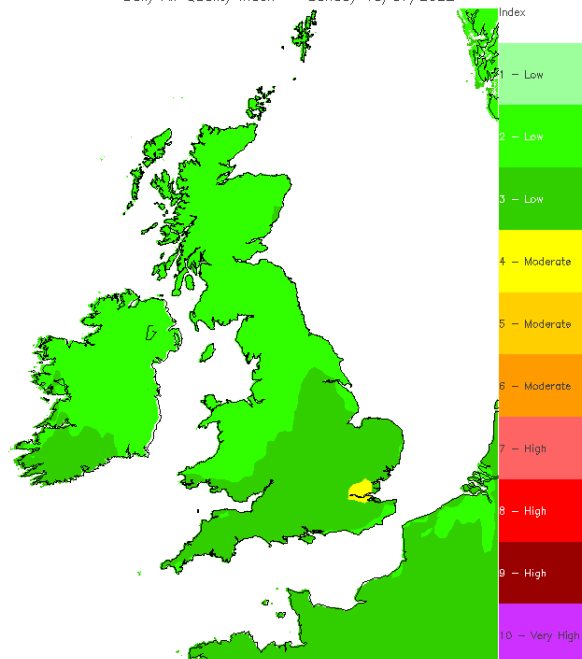 Index
1 - Low
2 - Low
3 - Low
4 - Moderate
5 - Moderate
6 - Moderate
7 - High
8 - High
9 - High
10 - Very High